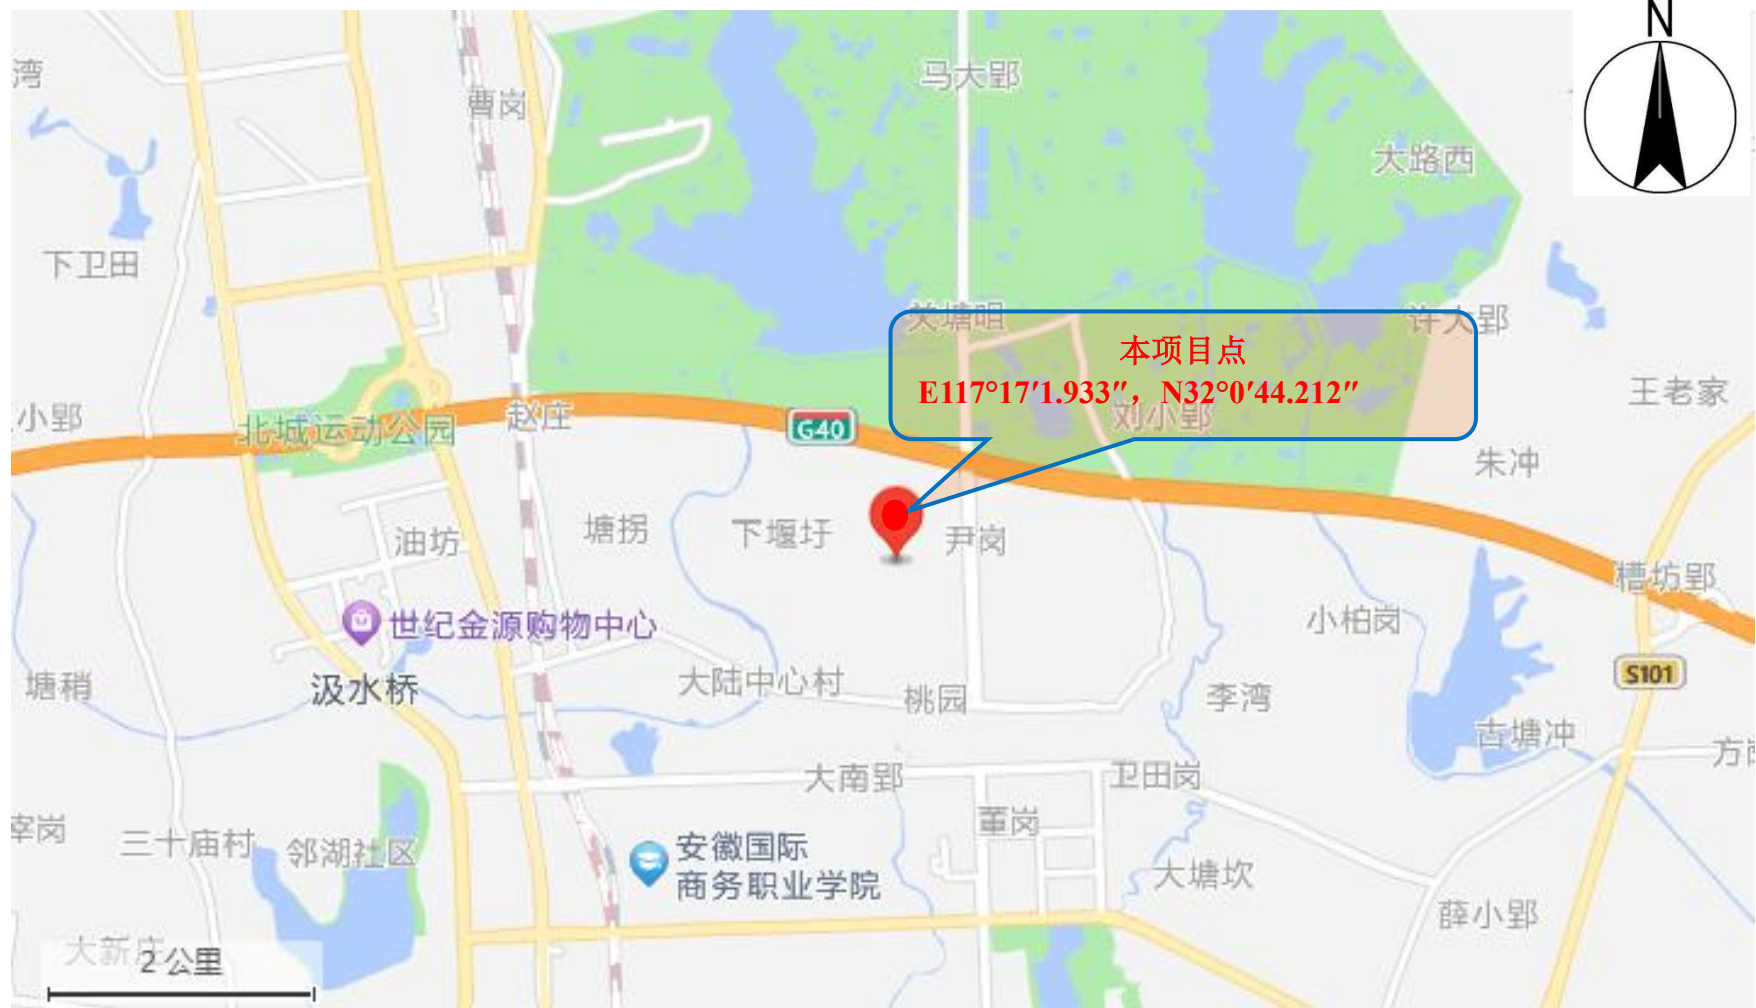 N
湾
马大郢
曹岗
大路西
下卫田
关塘咀
许大郢
本项目点
E117°17′1.933″，N32°0′44.212″
王老家
小郢
北城运动公园
赵庄
G40
刘小郢
朱冲
油坊
塘拐
下堰圩
尹岗
槽坊郢
世纪金源购物中心
小柏岗
塘稍
汲水桥
大陆中心村
桃园
李湾
S101
古塘冲
方
大南郢
卫田岗
董岗
宰岗
三十庙村
邻湖社区
安徽国际
商务职业学院
大塘坎
薛小郢
大新庄
2 公里